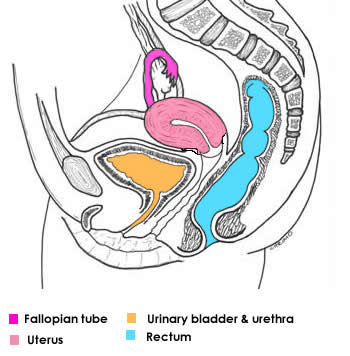 Fallopian tube
Urinary bladder & urethra
Uterus
Rectum